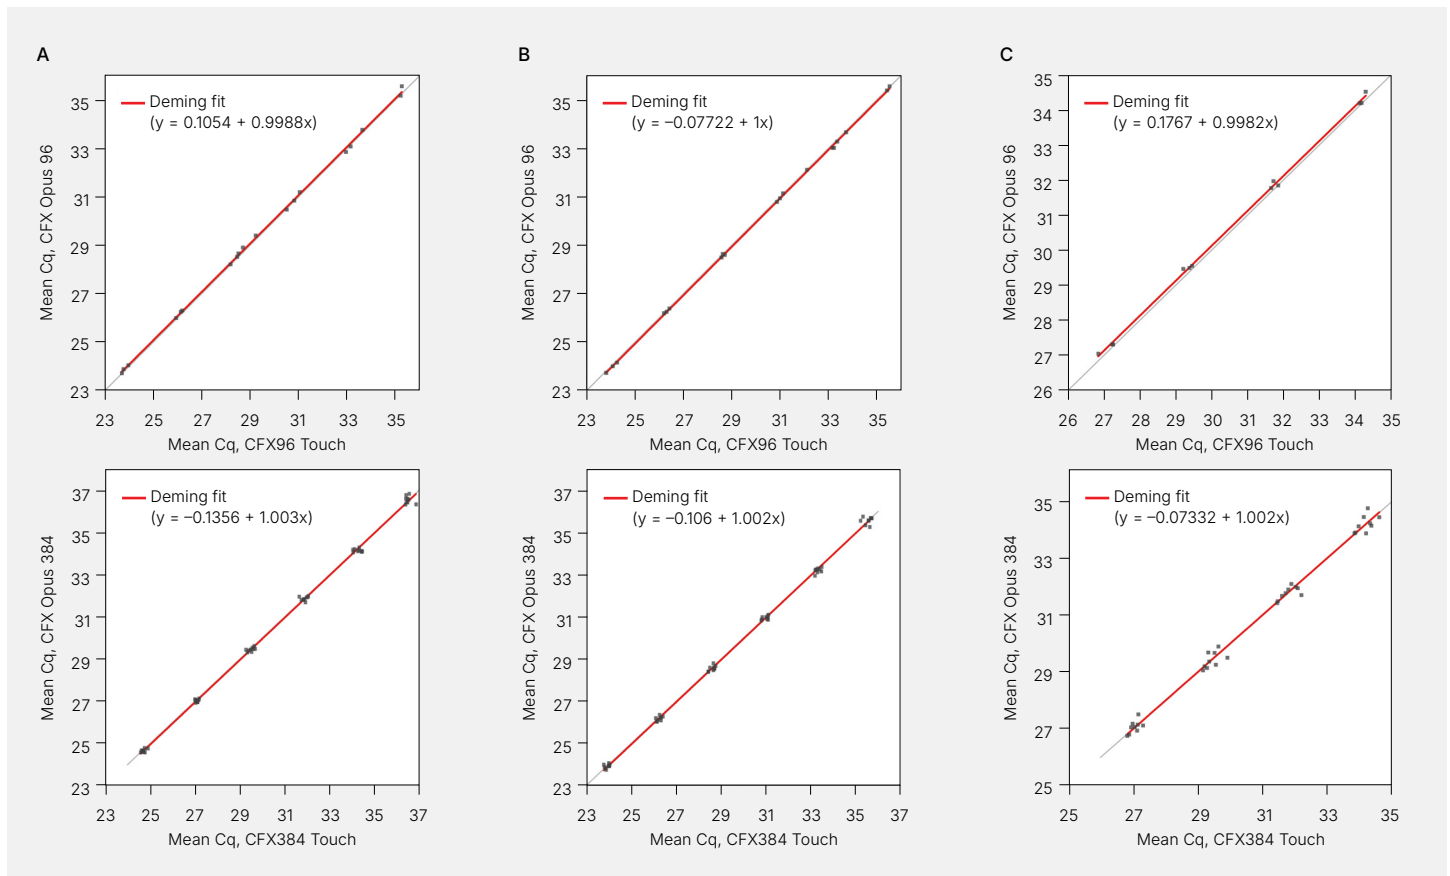 A
Deming fit
(y = 0.1054 + 0.9988x)
Mean Cq, CFX Opus 96
35
33
31
29
27
25
23
23 25 27 29 31 33 35
Mean Cq, CFX96 Touch
B
Deming fit
(y = –0.07722 + 1x)
Mean Cq, CFX Opus 96
35
33
31
29
27
25
23
23 25 27 29 31 33 35
Mean Cq, CFX96 Touch
C
Deming fit
(y = 0.1767 + 0.9982x)
Mean Cq, CFX Opus 96
35
34
33
32
31
30
29
28
27
26
26 27 28 29 30 31 32 33 34 35
Mean Cq, CFX96 Touch
Deming fit
(y = –0.1356 + 1.003x)
Mean Cq, CFX Opus 384
37
35
33
31
29
27
25
23
23 25 27 29 31 33 35 37
Mean Cq, CFX384 Touch
Deming fit
(y = –0.106 + 1.002x)
Mean Cq, CFX Opus 384
37
35
33
31
29
27
25
23
23 25 27 29 31 33 35 37
Mean Cq, CFX384 Touch
Deming fit
(y = –0.07332 + 1.002x)
Mean Cq, CFX Opus 384
35
33
31
29
27
25
25 27 29 31 33 35
Mean Cq, CFX384 Touch